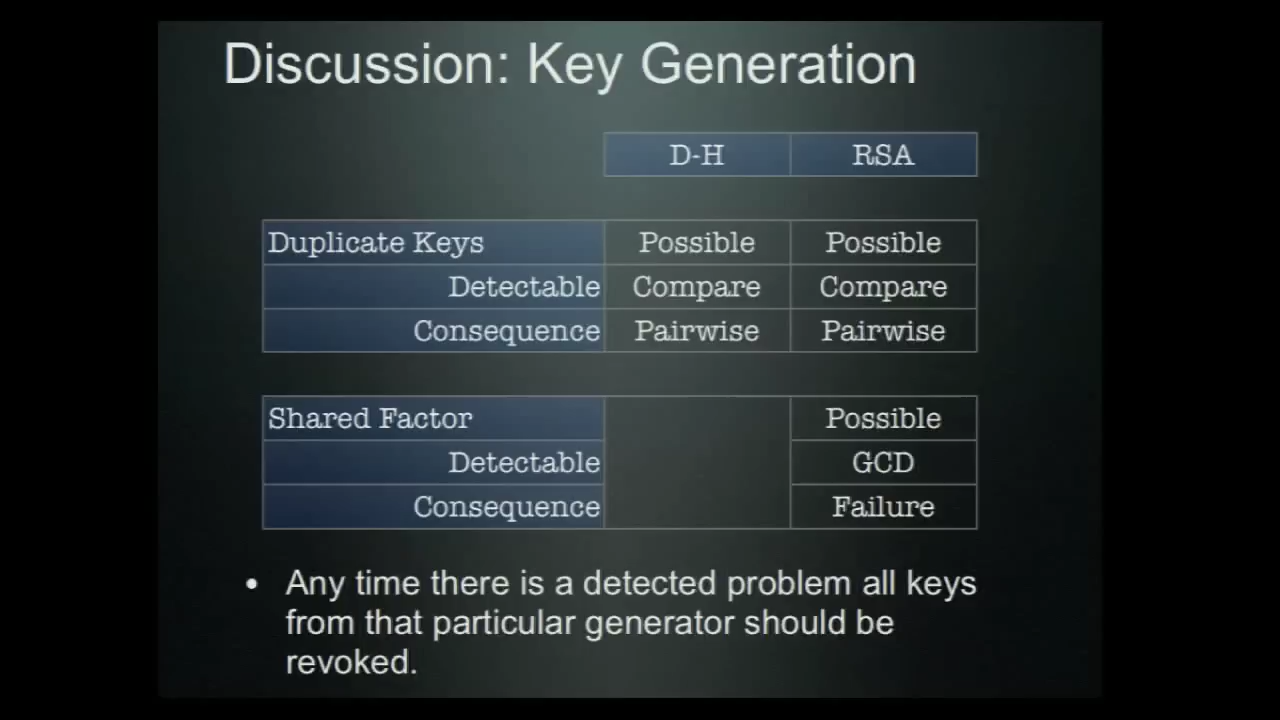 Discussion: Key Generation
D-H RSA
Duplicate Keys Possible Possible
Detectable Compare Compare
Consequence Pairwise Pairwise
Shared Factor Possible
Detectable GCD
Consequence Failure
• Any time there is a detected problem all keys
from that particular generator should be
revoked.